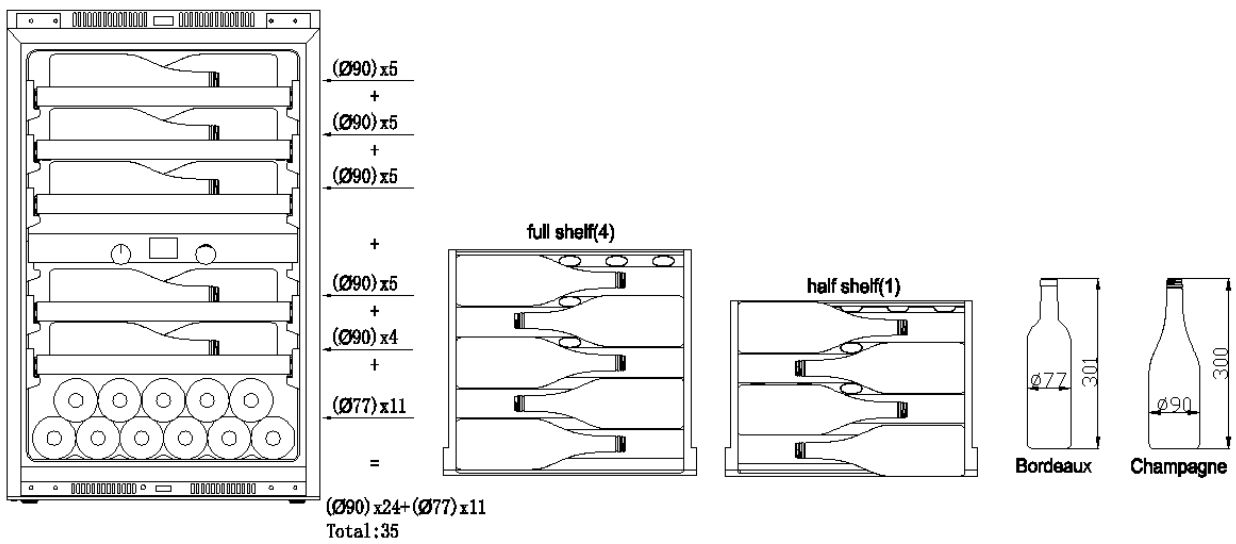 (Ø90)x5
+
(Ø90)x5
+
(Ø90)x5
+
(Ø90)x5
+
(Ø90)x4
+
(Ø77)x11
=
(Ø90)x24+(Ø77)x11
Total:35
full shelf(4)
half shelf(1)
ø77
301
Bordeaux
ø90
300
Champagne